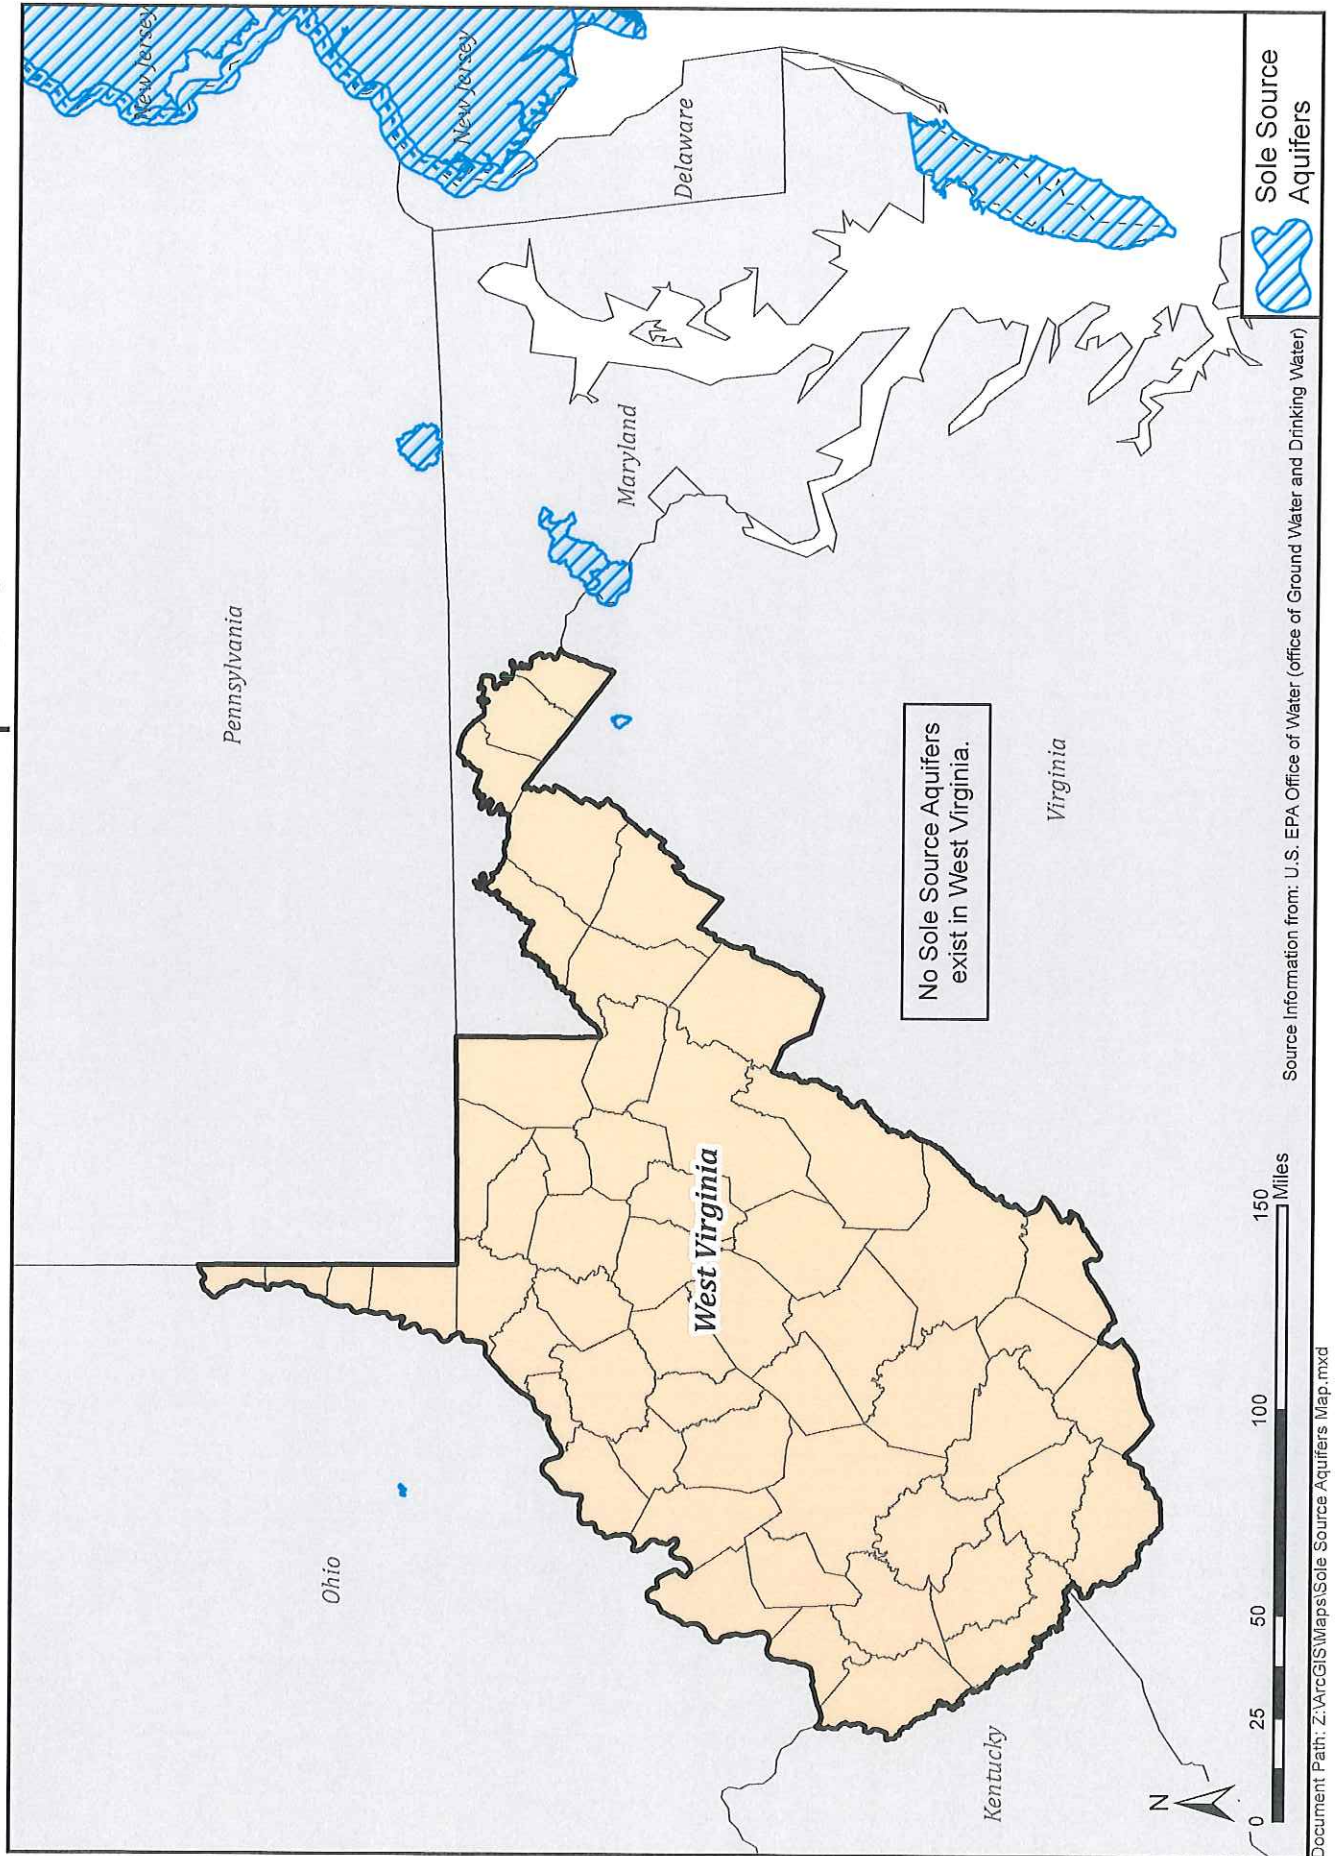 New Jersey
New Jersey
Pennsylvania
Ohio
Delaware
Maryland
West Virginia
No Sole Source Aquifers
exist in West Virginia.
Virginia
Kentucky
N
0 25 50 100 150
Miles
Sole Source
Aquifers
Source Information from: U.S. EPA Office of Water (office of Ground Water and Drinking Water)
Document Path: Z:\ArcGIS\Maps\Sole Source Aquifers Map.mxd